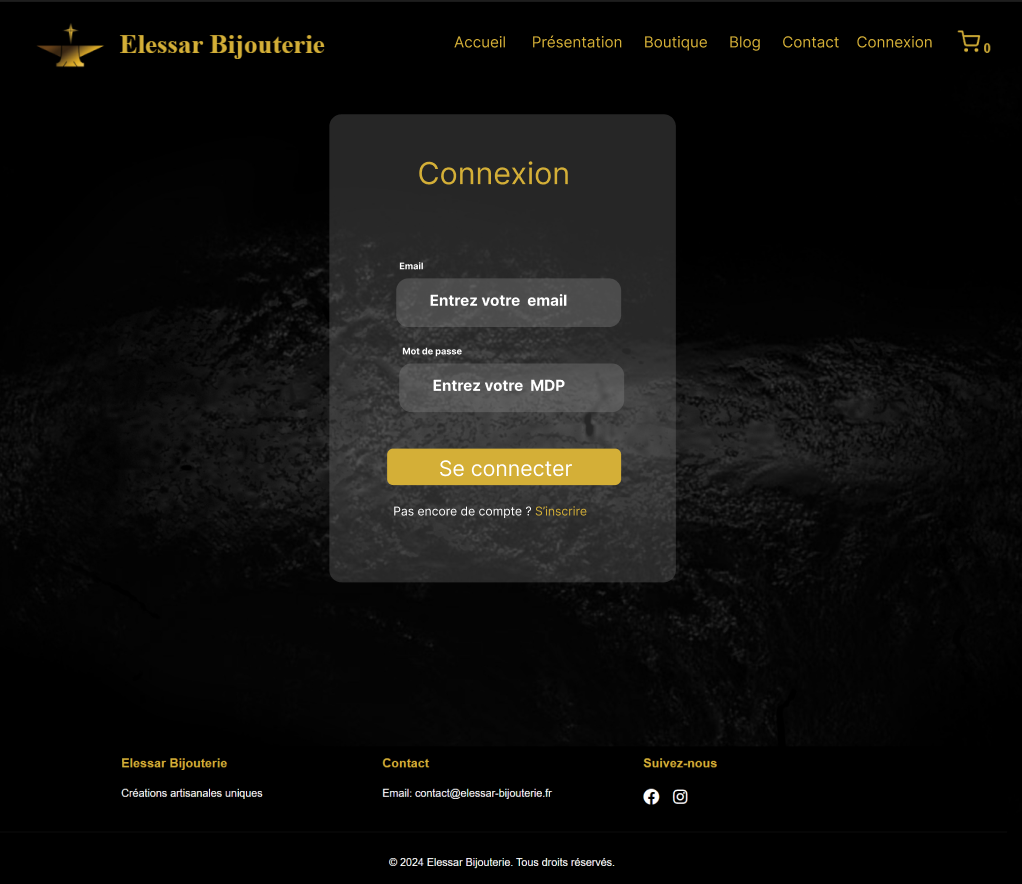 Elessar Bijouterie
Accueil Présentation Boutique Blog Contact Connexion 0
Connexion
Email
Entrez votre email
Mot de passe
Entrez votre MDP
Se connecter
Pas encore de compte ? S'inscrire
Elessar Bijouterie
Créations artisanales uniques
Contact
Email: contact@elessar-bijouterie.fr
Suivez-nous
© 2024 Elessar Bijouterie. Tous droits réservés.